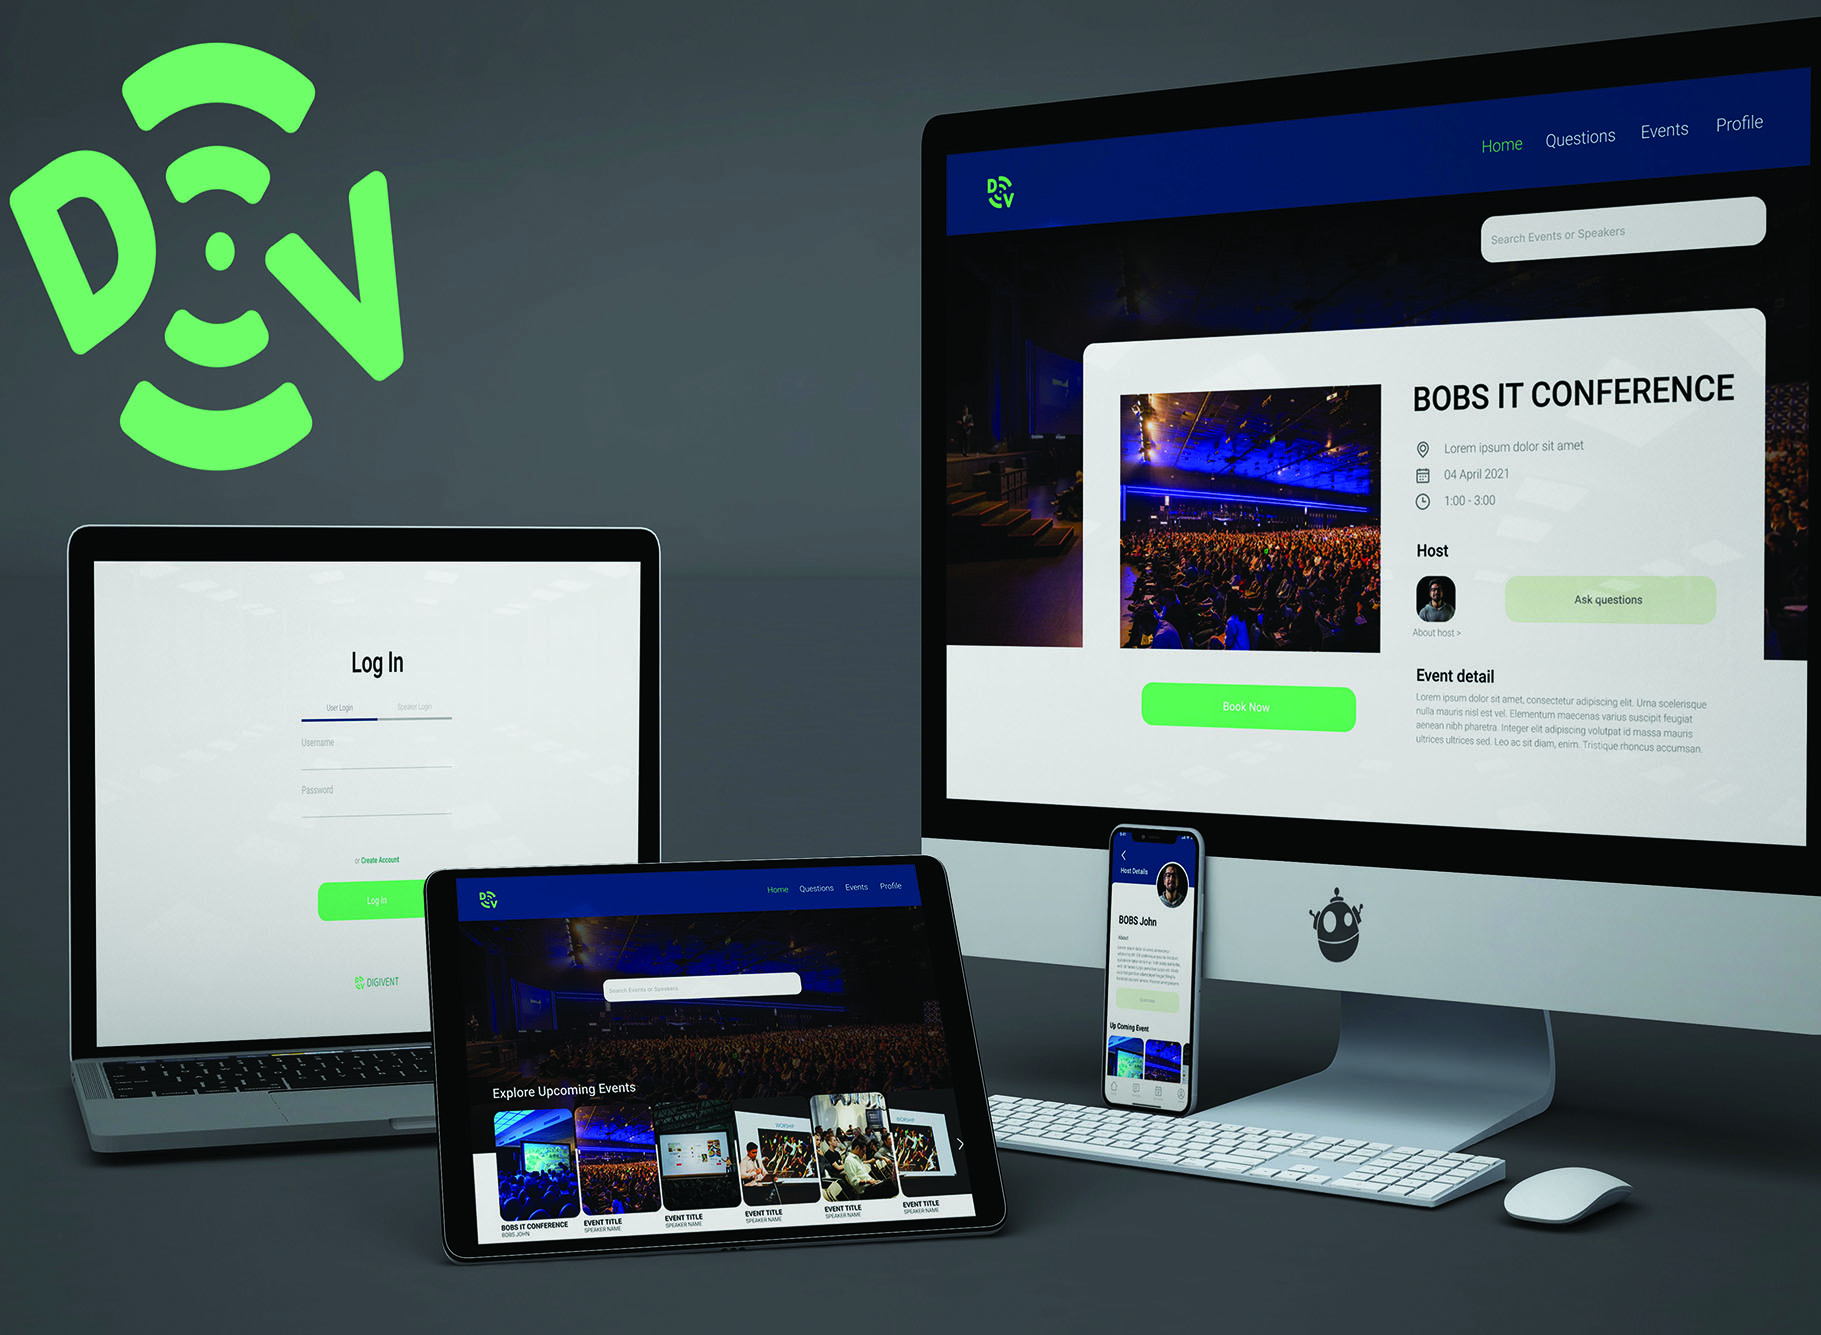 D V
Home Questions Events Profile
D V
Search Events or Speakers
BOBS IT CONFERENCE
Lorem ipsum dolor sit amet
04 April 2021
1:00 - 3:00
Host
Ask questions
About host >
Event detail
Lorem ipsum dolor sit amet, consectetur adipiscing elit. Urna scelerisque
nulla mauris nisl est vel. Elementum maecenas varius suscipit feugiat
aenean nibh pharetra. Integer elit adipiscing volutpat id massa mauris
ultrices ultrices sed. Leo ac sit diam, enim. Tristique rhoncus accumsan.
Book Now
Log In
User Login Speaker Login
Username
Password
or Create Account
Log In
DIGIVENT
D V
Home Questions Events Profile
Search Events or Speakers
Explore Upcoming Events
WORSHIP
WORSHIP
BOBS IT CONFERENCE
BOBS JOHN
EVENT TITLE
SPEAKER NAME
EVENT TITLE
SPEAKER NAME
EVENT TITLE
SPEAKER NAME
EVENT TITLE
SPEAKER NAME
EVENT TITLE
SPEAKER NAME
Host Details
BOBS John
About
Up Coming Event